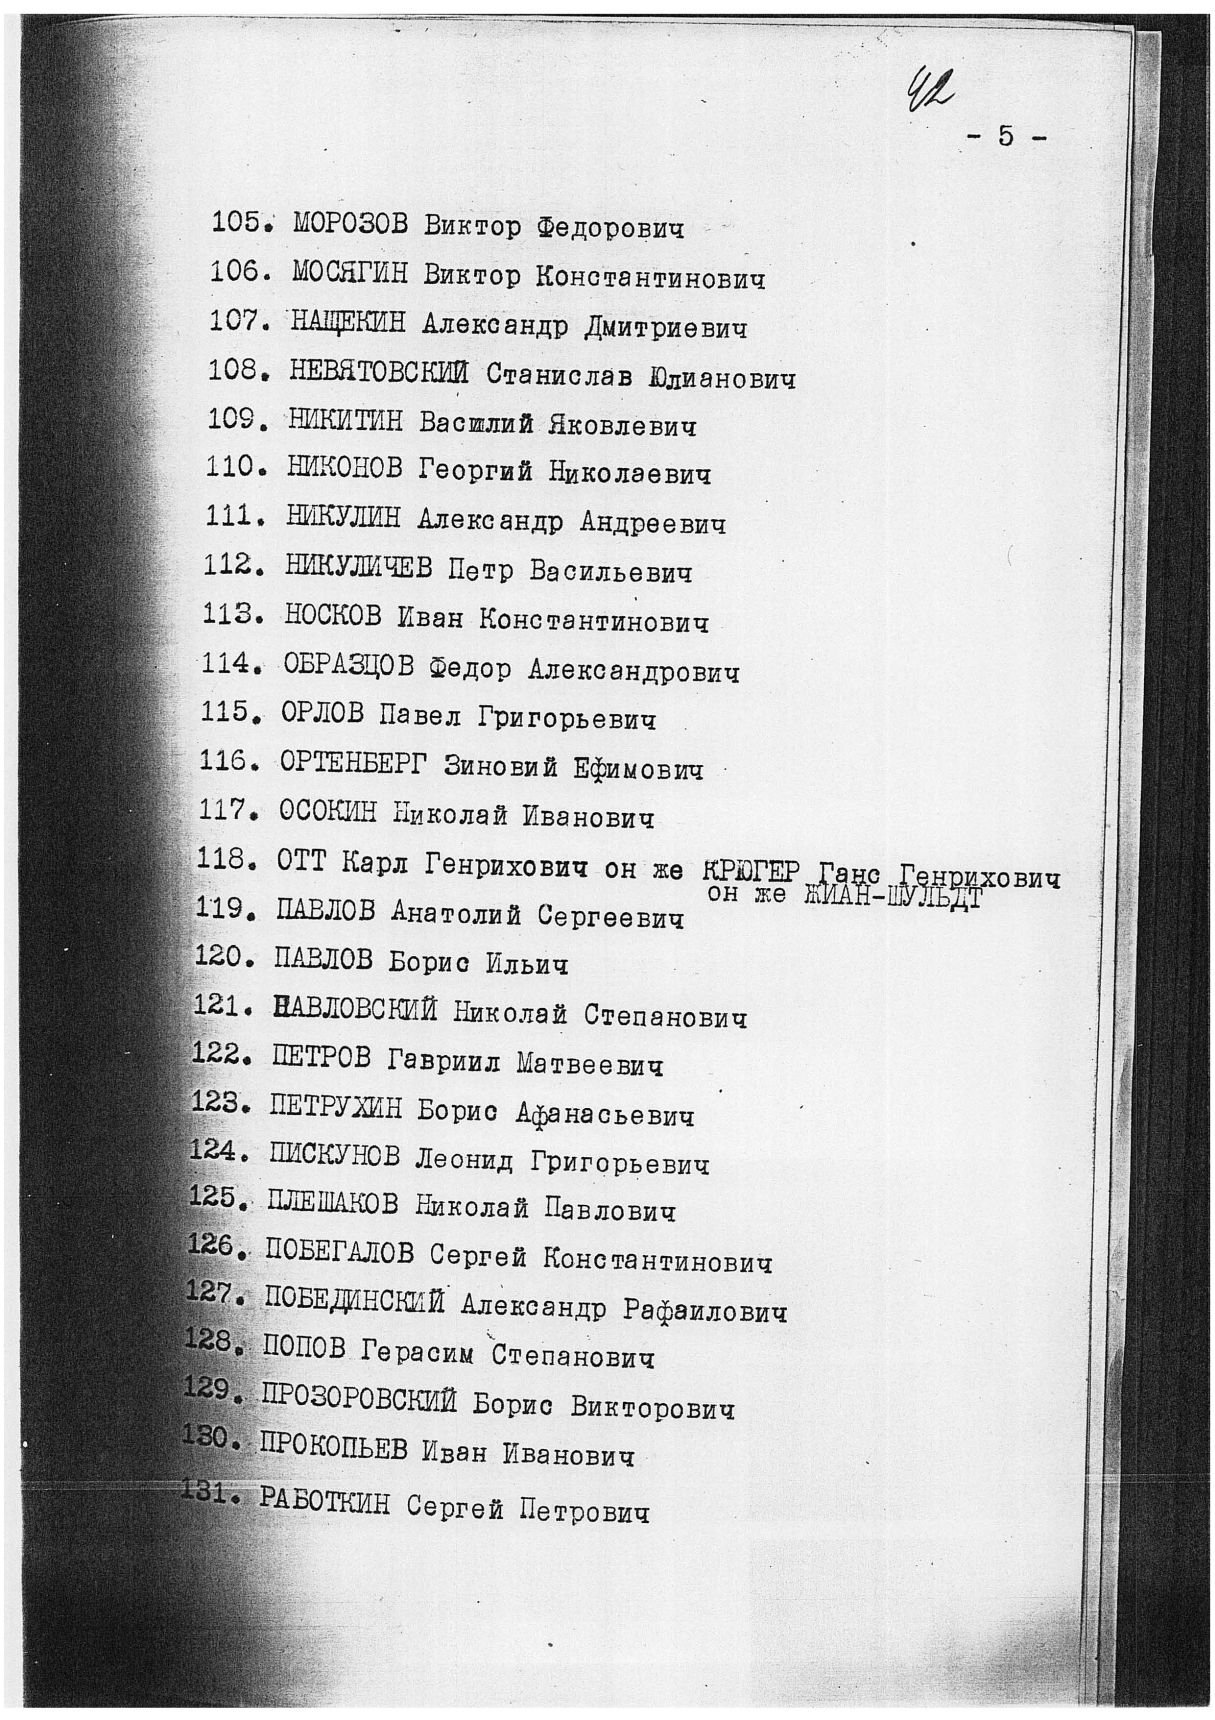 42
- 5 -
105. МОРОЗОВ Виктор Федорович
106. МОСЯГИН Виктор Константинович
107. НАЩЕКИН Александр Дмитриевич
108. НЕВЯТОВСКИЙ Станислав Юлианович
109. НИКИТИН Василий Яковлевич
110. НИКОНОВ Георгий Николаевич
111. НИКУЛИН Александр Андреевич
112. НИКУЛИЧЕВ Петр Васильевич
113. НОСКОВ Иван Константинович
114. ОБРАЗЦОВ Федор Александрович
115. ОРЛОВ Павел Григорьевич
116. ОРТЕНБЕРГ Зиновий Ефимович
117. ОСОКИН Николай Иванович
118. ОТТ Карл Генрихович он же КРЮГЕР Ганс Генрихович
он же ЖИАН-ШУЛЬДТ
119. ПАВЛОВ Анатолий Сергеевич
120. ПАВЛОВ Борис Ильич
121. ПАВЛОВСКИЙ Николай Степанович
122. ПЕТРОВ Гавриил Матвеевич
123. ПЕТРУХИН Борис Афанасьевич
124. ПИСКУНОВ Леонид Григорьевич
125. ПЛЕШАКОВ Николай Павлович
126. ПОБЕГАЛОВ Сергей Константинович
127. ПОБЕДИНСКИЙ Александр Рафаилович
128. ПОПОВ Герасим Степанович
129. ПРОЗОРОВСКИЙ Борис Викторович
130. ПРОКОПЬЕВ Иван Иванович
131. РАБОТКИН Сергей Петрович